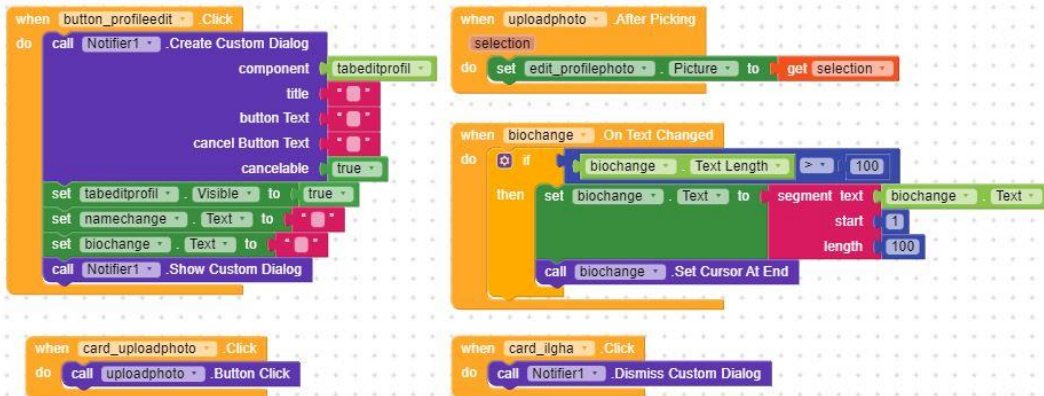 when button_profileedit .Click
do call Notifier1 .Create Custom Dialog
component tabeditprofil
title " "
button Text " "
cancel Button Text " "
cancelable true
set tabeditprofil . Visible to true
set namechange . Text to " "
set biochange . Text to " "
call Notifier1 .Show Custom Dialog
when uploadphoto .After Picking
selection
do set edit_profilephoto . Picture to get selection
when biochange .On Text Changed
do if biochange . Text Length > 100
then set biochange . Text to segment text biochange . Text
start 1
length 100
call biochange .Set Cursor At End
when card_uploadphoto .Click
do call uploadphoto .Button Click
when card_ilgha .Click
do call Notifier1 .Dismiss Custom Dialog